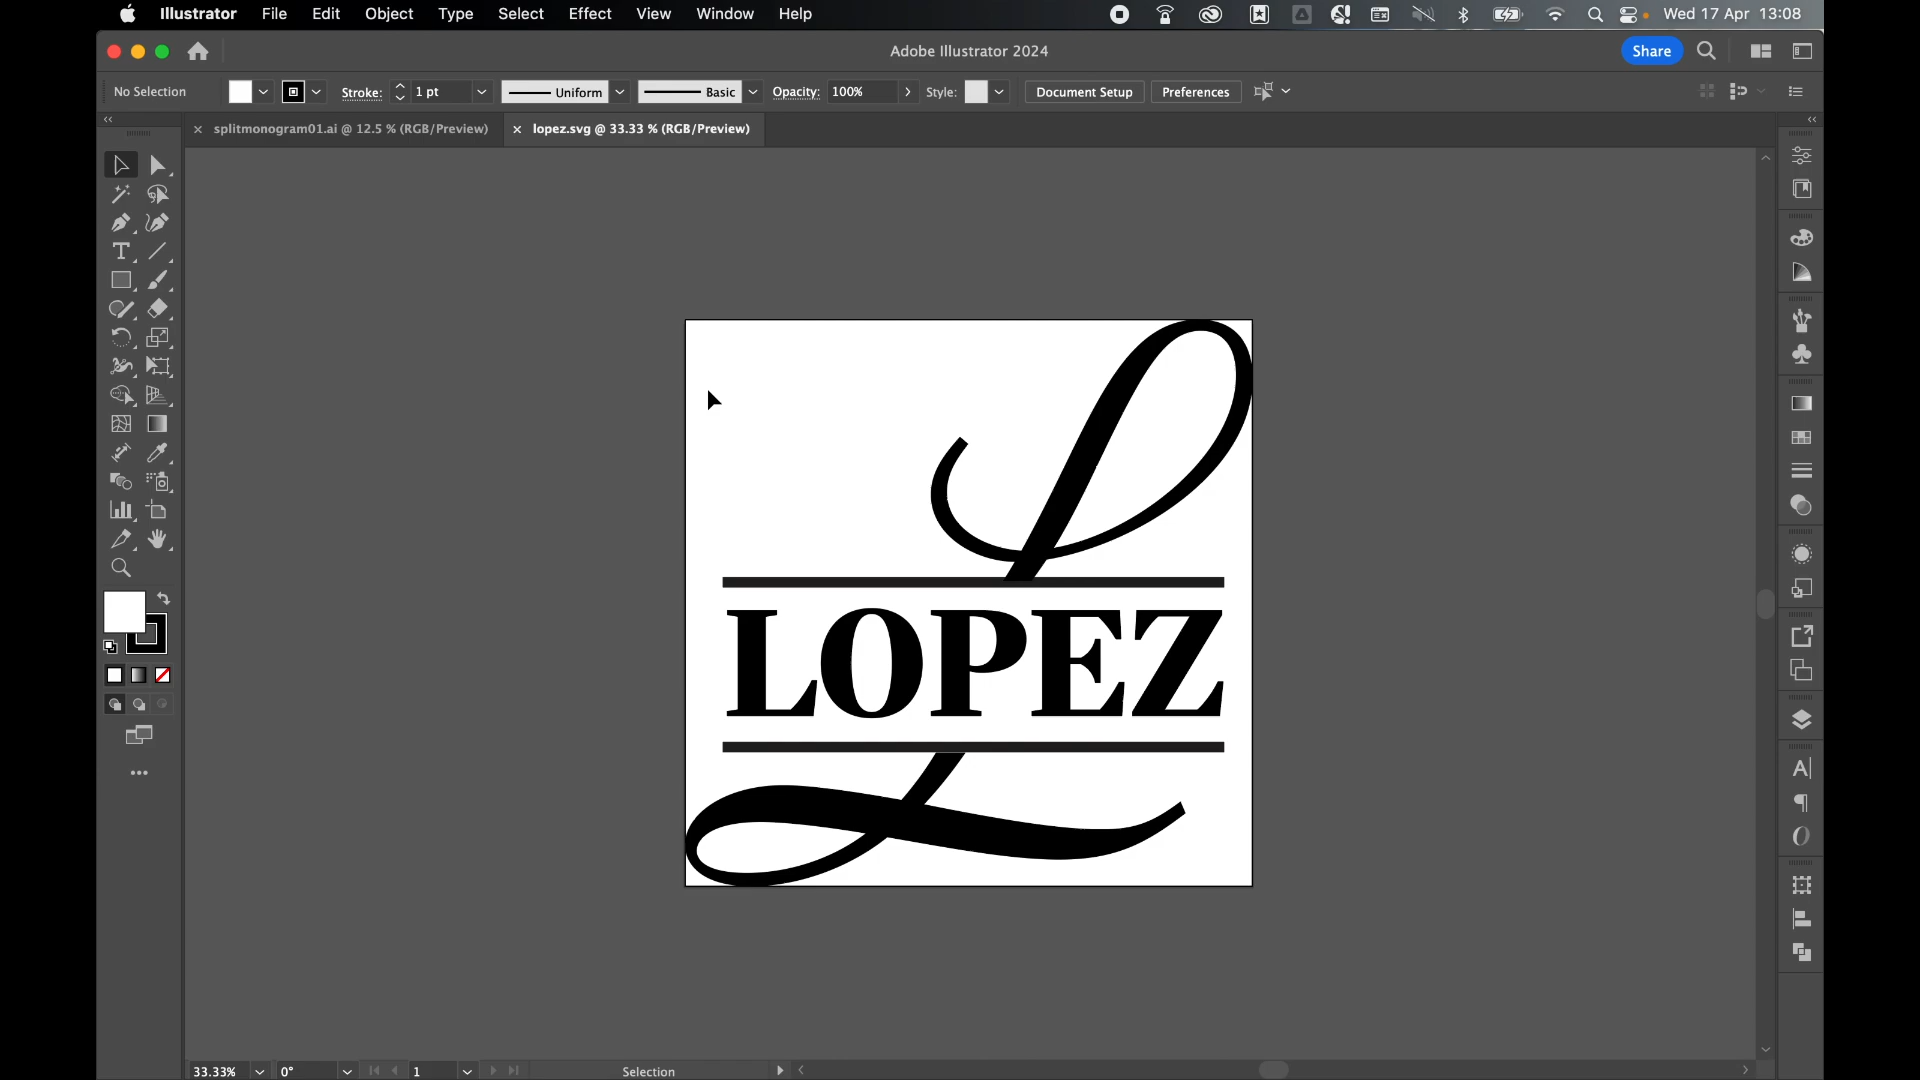 Illustrator File Edit Object Type Select Effect View Window Help Wed 17 Apr 13:08
Adobe Illustrator 2024 Share
No Selection Stroke: 1 pt Uniform Basic Opacity: 100% Style: Document Setup Preferences
splitmonogram01.ai @ 12.5 % (RGB/Preview) lopez.svg @ 33.33 % (RGB/Preview)
L
LOPEZ
33.33% 0° 1 Selection